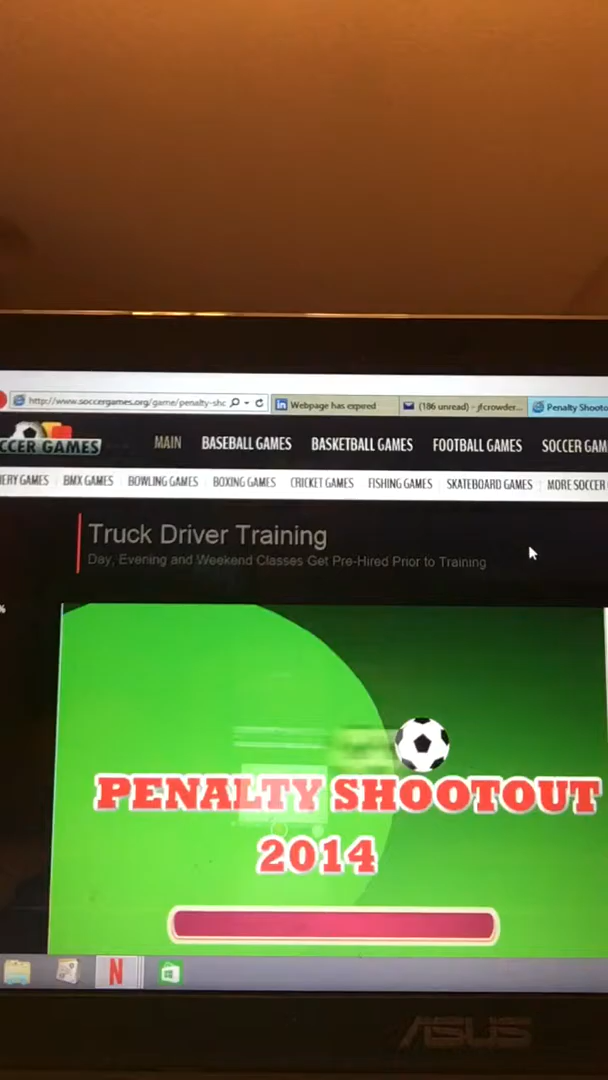 http://www.soccergames.org/game/penalty-shc
Webpage has expired
(186 unread) - jfcrowder...
Penalty Shooto
CCER GAMES
MAIN BASEBALL GAMES BASKETBALL GAMES FOOTBALL GAMES SOCCER GAM
ERY GAMES BMX GAMES BOWLING GAMES BOXING GAMES CRICKET GAMES FISHING GAMES SKATEBOARD GAMES MORE SOCCER
Truck Driver Training
Day, Evening and Weekend Classes Get Pre-Hired Prior to Training
%
PENALTY SHOOTOUT
2014
N
ASUS